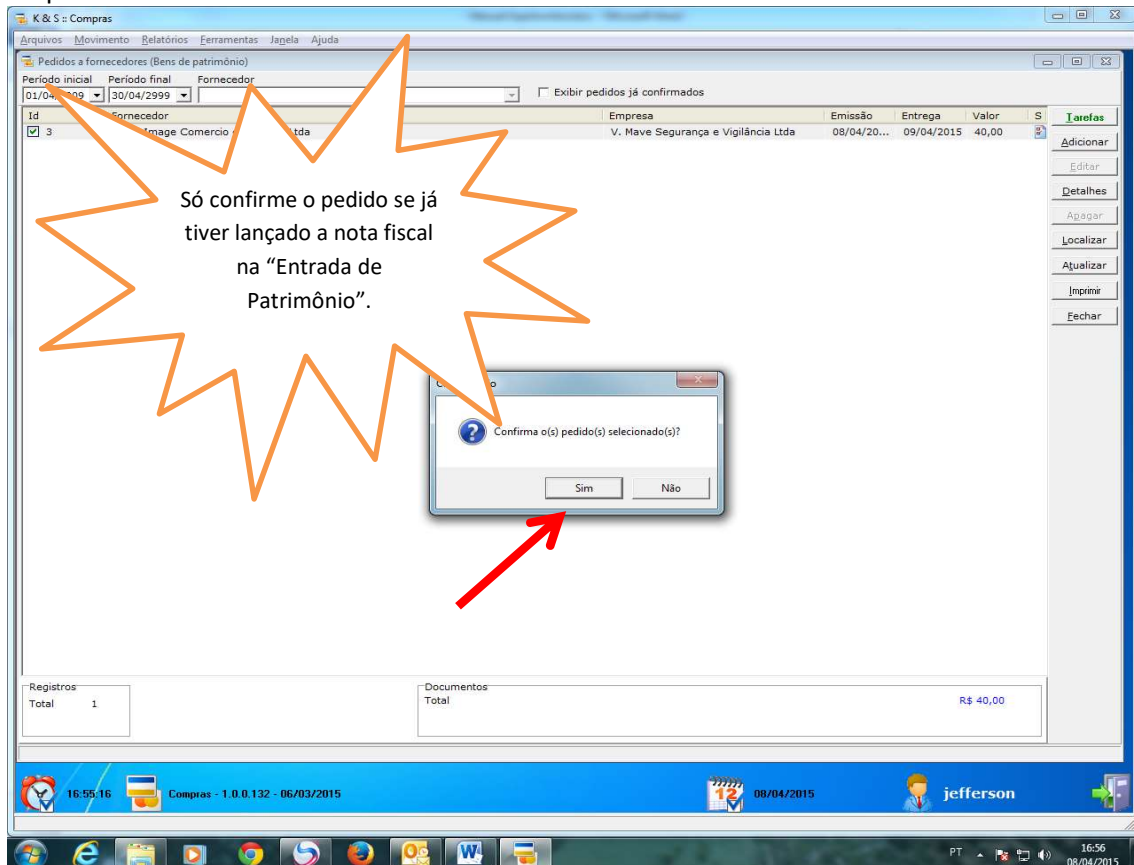 K & S :: Compras
Arquivos Movimento Relatórios Ferramentas Janela Ajuda
Pedidos a fornecedores (Bens de patrimônio)
Período inicial Período final Fornecedor
30/04/2999
Exibir pedidos já confirmados
Id Fornecedor Empresa Emissão Entrega Valor S
3 Image Comercio Ltda V. Mave Segurança e Vigilância Ltda 08/04/20... 09/04/2015 40,00
Tarefas
Adicionar
Editar
Detalhes
Apagar
Localizar
Atualizar
Imprimir
Fechar
Só confirme o pedido se já
tiver lançado a nota fiscal
na “Entrada de
Patrimônio”.
Confirma o(s) pedido(s) selecionado(s)?
Sim Não
Registros
Total 1
Documentos
Total R$ 40,00
16:55:16 Compras - 1.0.0.132 - 06/03/2015 12 08/04/2015 jefferson
PT 16:56
08/04/2015